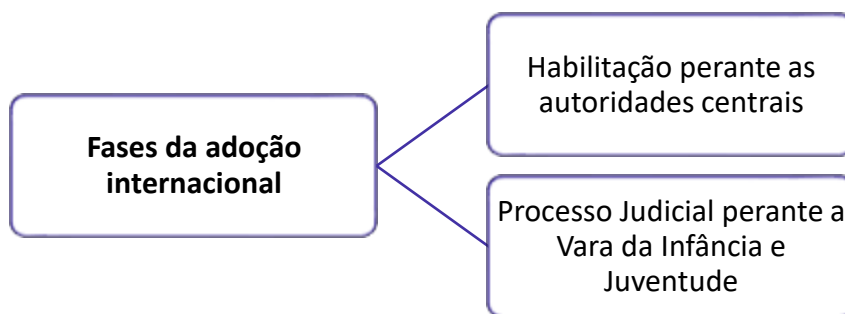 Fases da adoção
internacional
Habilitação perante as
autoridades centrais
Processo Judicial perante a
Vara da Infância e
Juventude